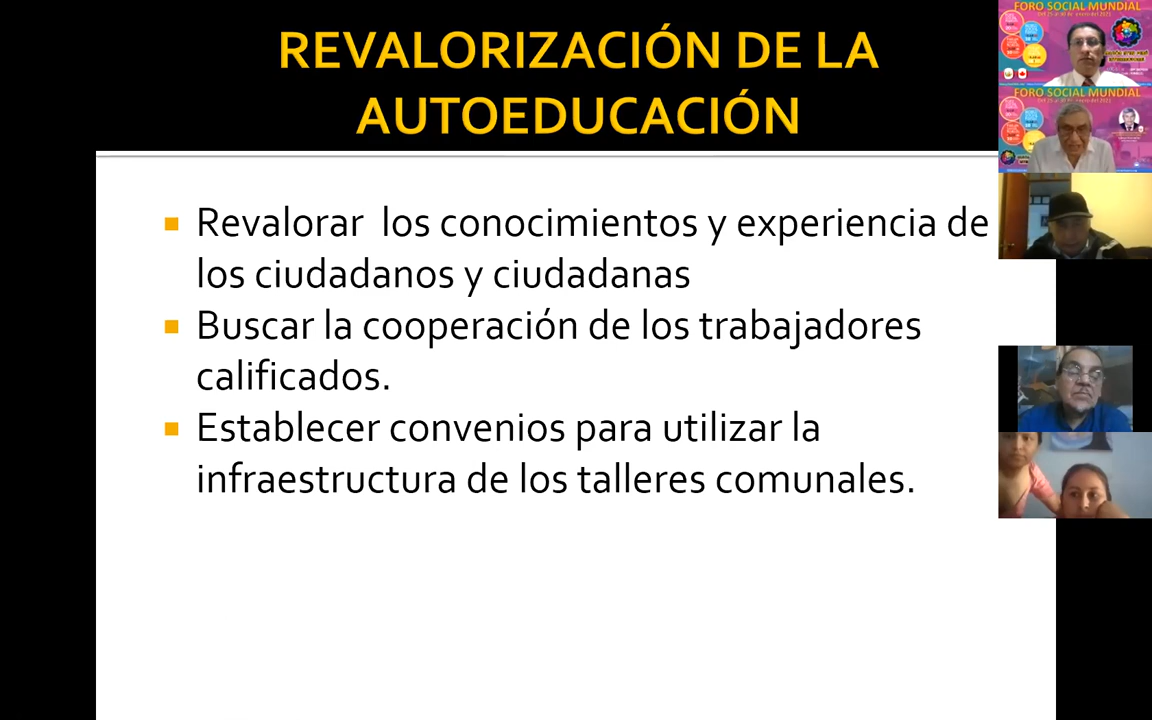 REVALORIZACIÓN DE LA
AUTOEDUCACIÓN
Revalorar los conocimientos y experiencia de
los ciudadanos y ciudadanas
Buscar la cooperación de los trabajadores
calificados.
Establecer convenios para utilizar la
infraestructura de los talleres comunales.
FORO SOCIAL MUNDIAL
FORO SOCIAL MUNDIAL